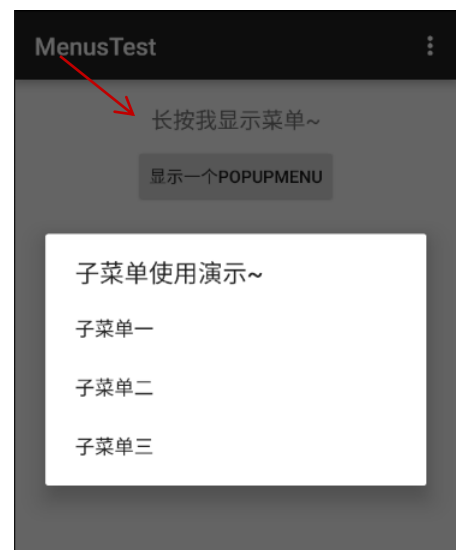 MenusTest
长按我显示菜单~
显示一个POPUPMENU
子菜单使用演示~
子菜单一
子菜单二
子菜单三